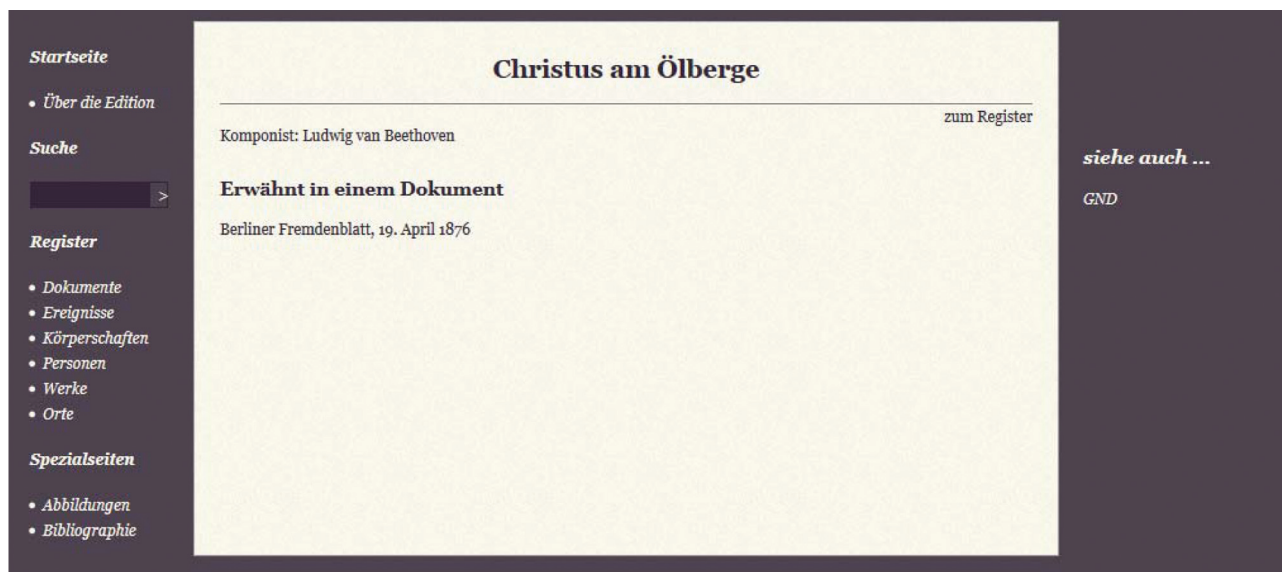 Startseite
• Über die Edition
Suche
>
Register
• Dokumente
• Ereignisse
• Körperschaften
• Personen
• Werke
• Orte
Spezialseiten
• Abbildungen
• Bibliographie
Christus am Ölberge
zum Register
Komponist: Ludwig van Beethoven
Erwähnt in einem Dokument
Berliner Fremdenblatt, 19. April 1876
siehe auch ...
GND